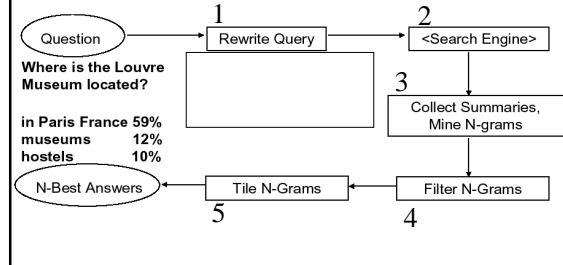 1
2
Question
Rewrite Query
<Search Engine>
Where is the Louvre
Museum located?
3
Collect Summaries,
Mine N-grams
in Paris France 59%
museums 12%
hostels 10%
N-Best Answers
Tile N-Grams
Filter N-Grams
5
4